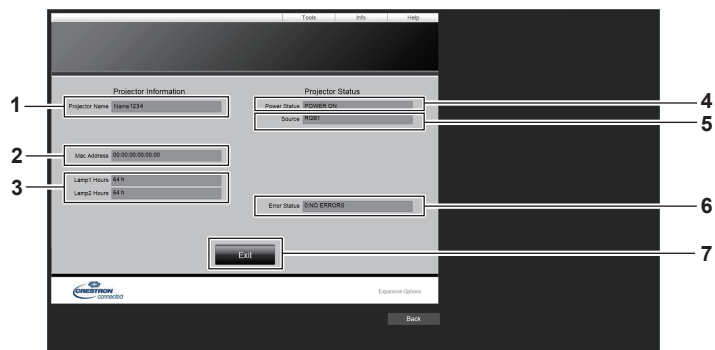 Tools Info Help
Projector Information
Projector Status
1
Projector Name Name1234
Power Status POWER ON
4
Source RGB1
5
2
Mac Address 00:00:00:00:00:00
3
Lamp1 Hours 64 h
Lamp2 Hours 64 h
Error Status 0:NO ERRORS
6
Exit
7
CRESTRON
connected
Expansion Options
Back